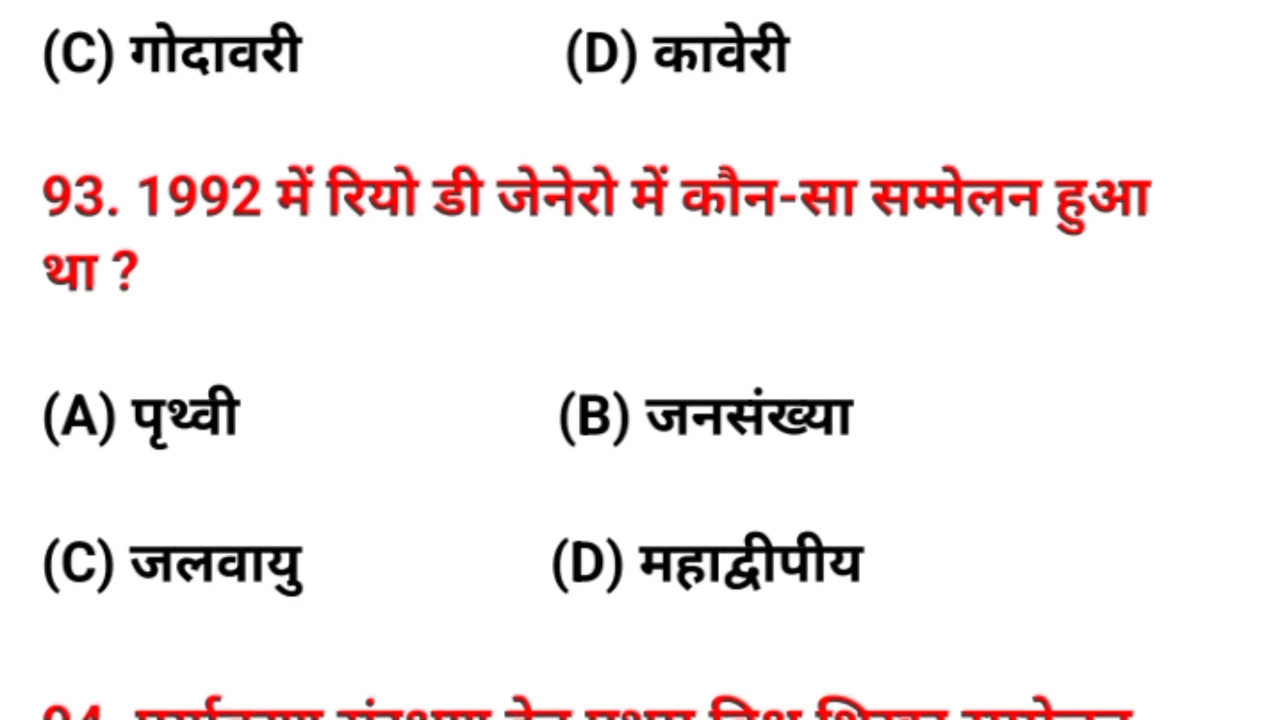 (C) गोदावरी (D) कावेरी
93. 1992 में रियो डी जेनेरो में कौन-सा सम्मेलन हुआ
था ?
(A) पृथ्वी (B) जनसंख्या
(C) जलवायु (D) महाद्वीपीय